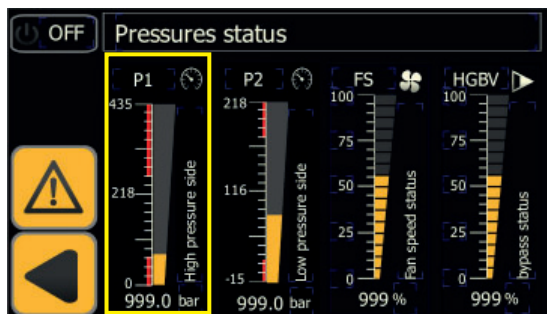 OFF
Pressures status
P1
435
218
0
High pressure side
999.0 bar
P2
218
116
-15
Low pressure side
999.0 bar
FS
100
75
50
25
0
Fan speed status
999 %
HGBV
100
75
50
25
0
bypass status
999 %